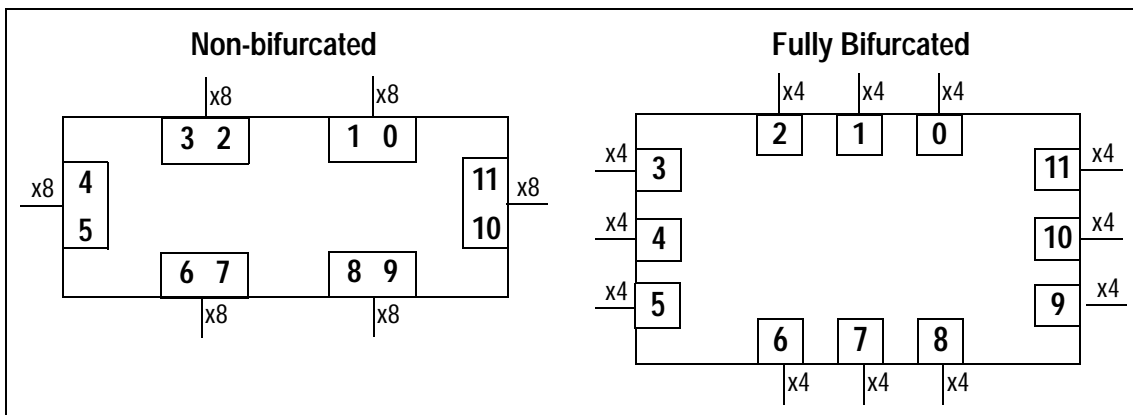 Non-bifurcated
x8 x8
3 2 1 0
x8 4 11 x8
5 10
6 7 8 9
x8 x8
Fully Bifurcated
x4 x4 x4
2 1 0
x4 3 11 x4
x4 4 10 x4
x4 5 9 x4
6 7 8
x4 x4 x4